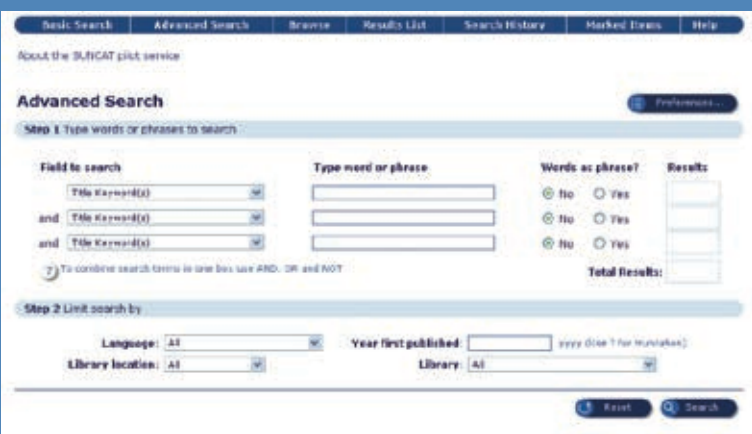 Basic Search Advanced Search Browse Results List Search History Marked Items Help
About the SUNCAT pilot service
Advanced Search Preferences...
Step 1 Type words or phrases to search
Field to search Type word or phrase Words as phrase? Results
Title Keyword(s) No Yes
and Title Keyword(s) No Yes
and Title Keyword(s) No Yes
? To combine search terms in one box use AND, OR and NOT Total Results:
Step 2 Limit search by
Language: All Year first published: yyyy (Use ? for truncation)
Library location: All Library: All
Reset Search